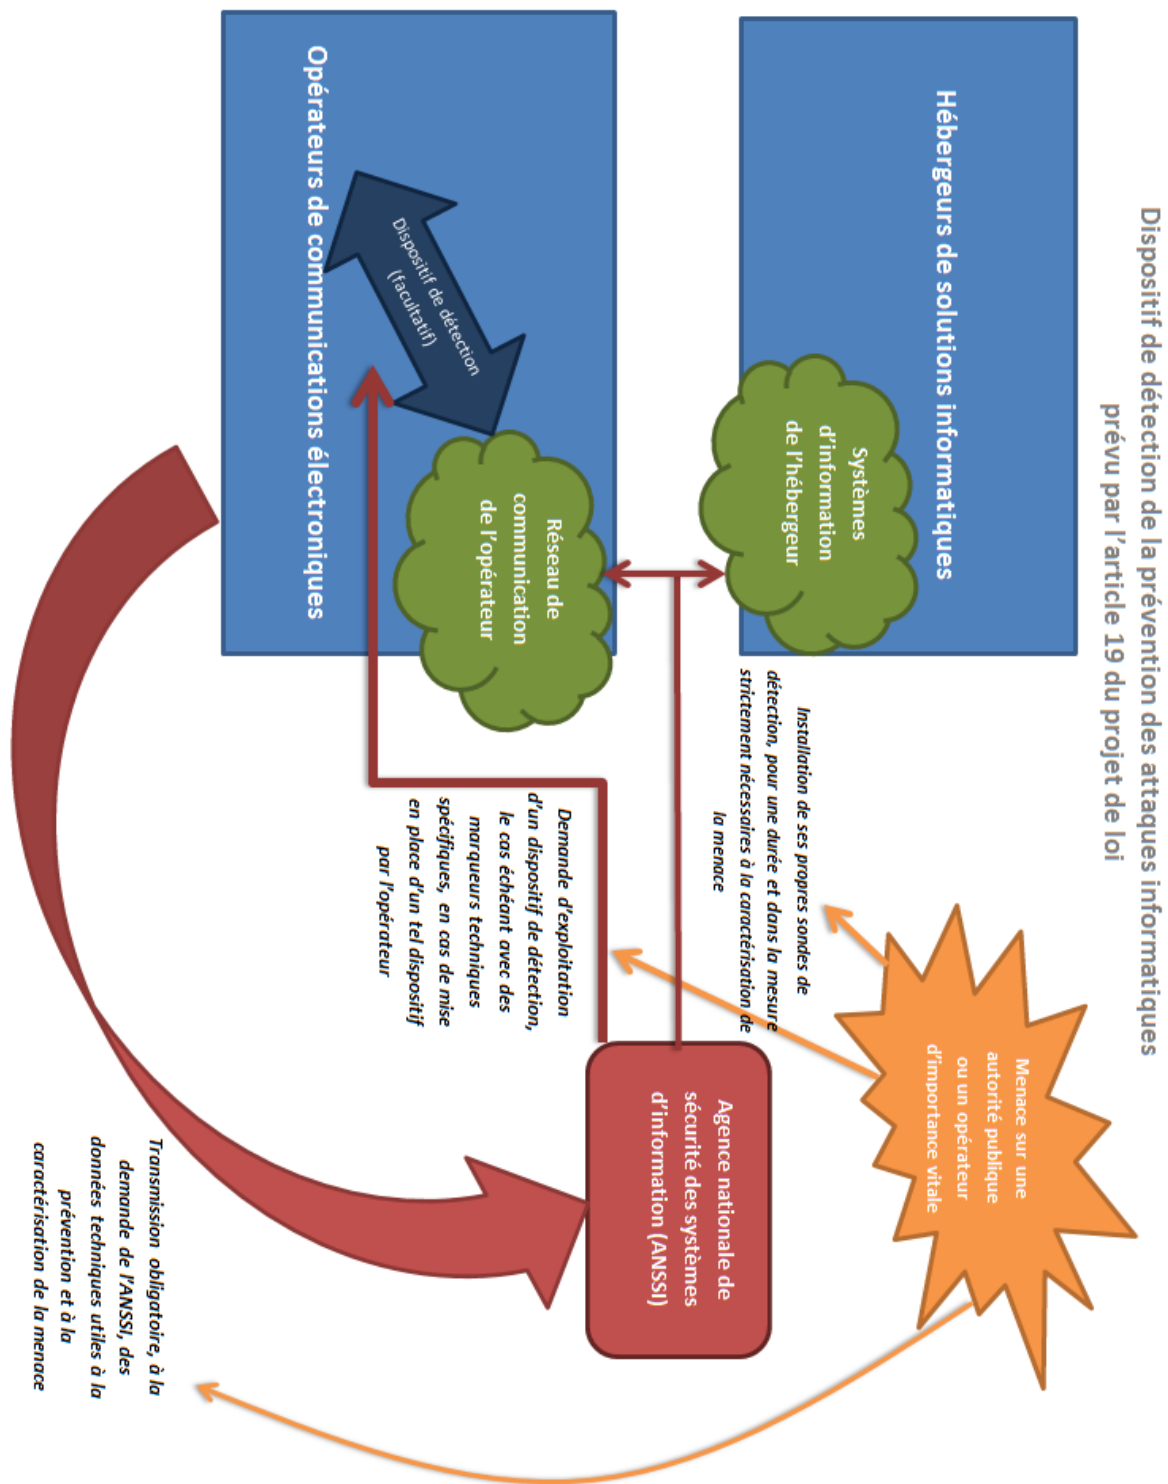 Dispositif de détection de la prévention des attaques informatiques
prévu par l'article 19 du projet de loi
Hébergeurs de solutions informatiques
Systèmes
d'information
de l'hébergeur
Menace sur une
autorité publique
ou un opérateur
d'importance vitale
Installation de ses propres sondes de
détection, pour une durée et dans la mesure
strictement nécessaires à la caractérisation de
la menace
Agence nationale de
sécurité des systèmes
d'information (ANSSI)
Opérateurs de communications électroniques
Dispositif de détection
(facultatif)
Réseau de
communication
de l'opérateur
Demande d'exploitation
d'un dispositif de détection,
le cas échéant avec des
marqueurs techniques
spécifiques, en cas de mise
en place d'un tel dispositif
par l'opérateur
Transmission obligatoire, à la
demande de l'ANSSI, des
données techniques utiles à la
prévention et à la
caractérisation de la menace